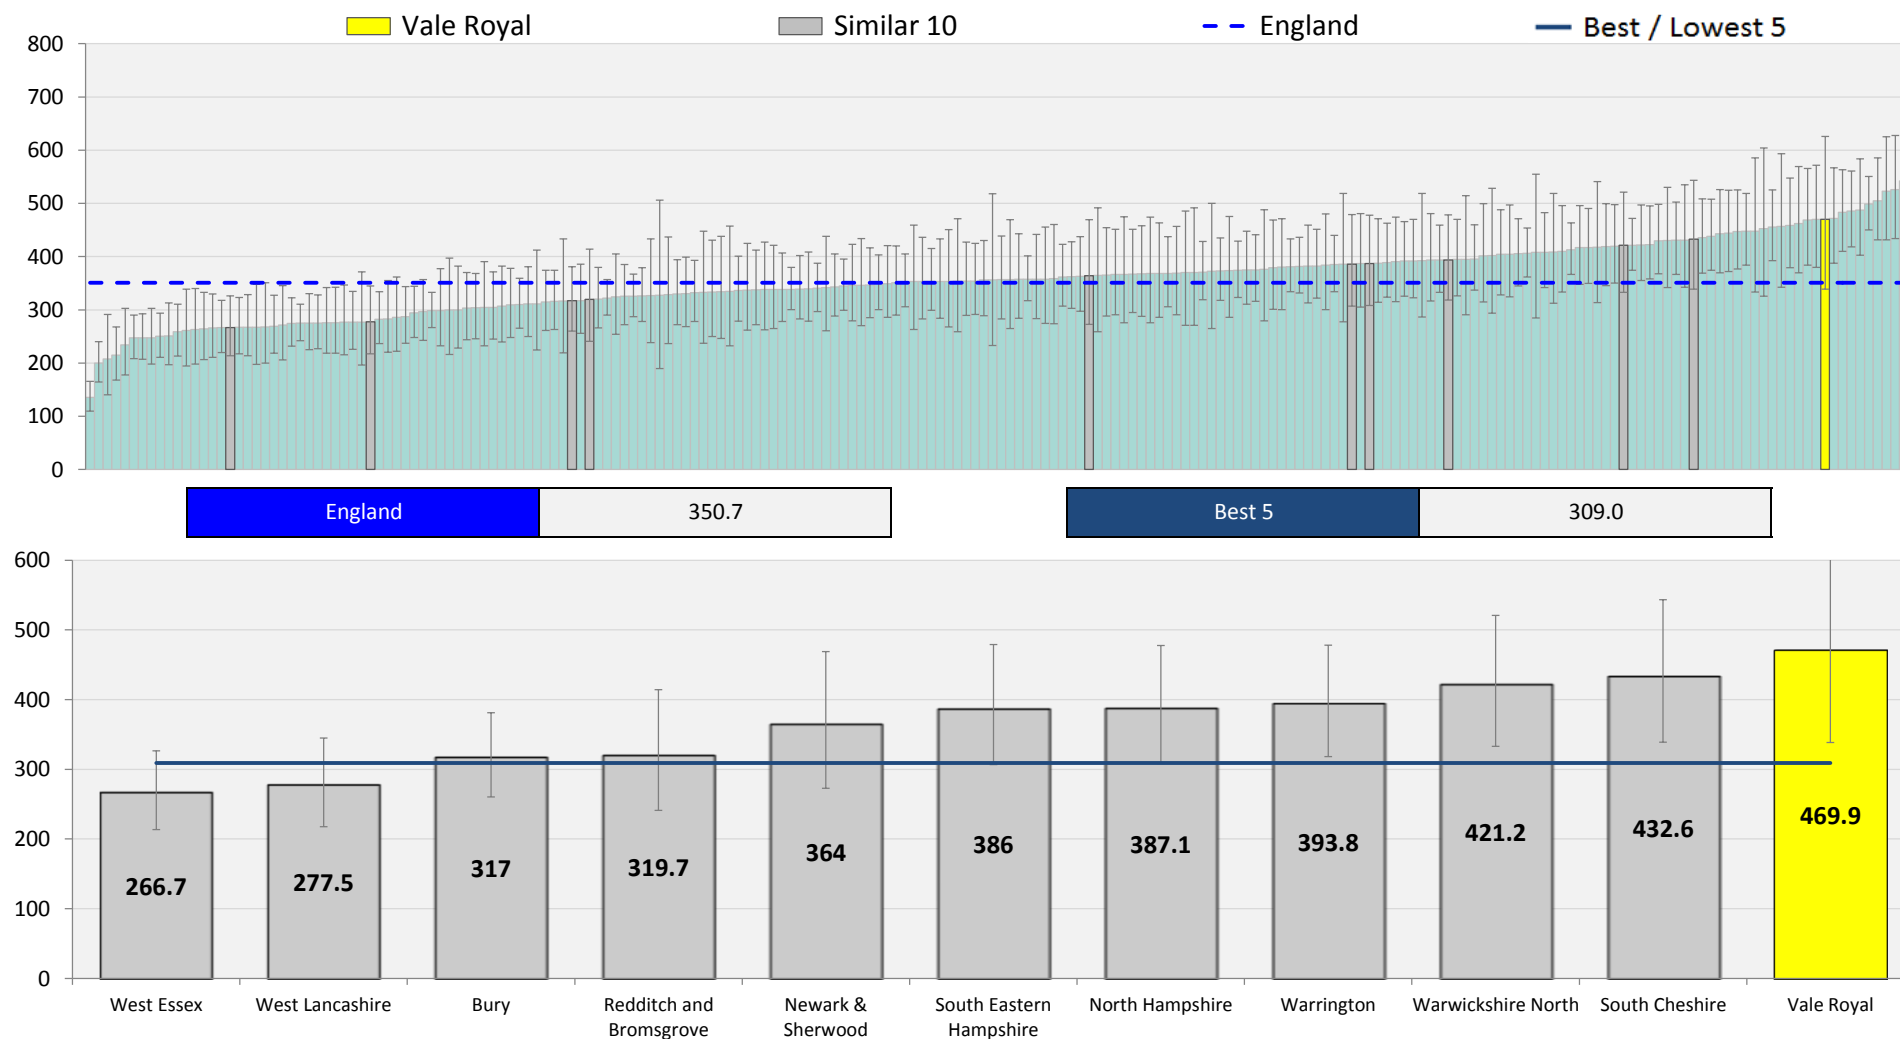 Vale Royal
Similar 10
England
Best / Lowest 5
800
700
600
500
400
300
200
100
0
England
350.7
Best 5
309.0
600
500
400
300
200
100
0
266.7
277.5
317
319.7
364
386
387.1
393.8
421.2
432.6
469.9
West Essex
West Lancashire
Bury
Redditch and
Bromsgrove
Newark &
Sherwood
South Eastern
Hampshire
North Hampshire
Warrington
Warwickshire North
South Cheshire
Vale Royal